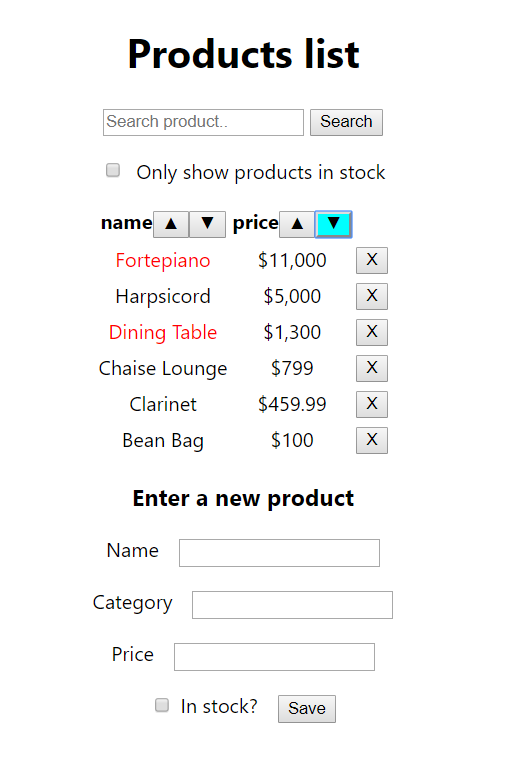 Products list
Search product.. Search
Only show products in stock
name ▲ ▼ price ▲ ▼
Fortepiano $11,000 X
Harpsicord $5,000 X
Dining Table $1,300 X
Chaise Lounge $799 X
Clarinet $459.99 X
Bean Bag $100 X
Enter a new product
Name
Category
Price
In stock? Save